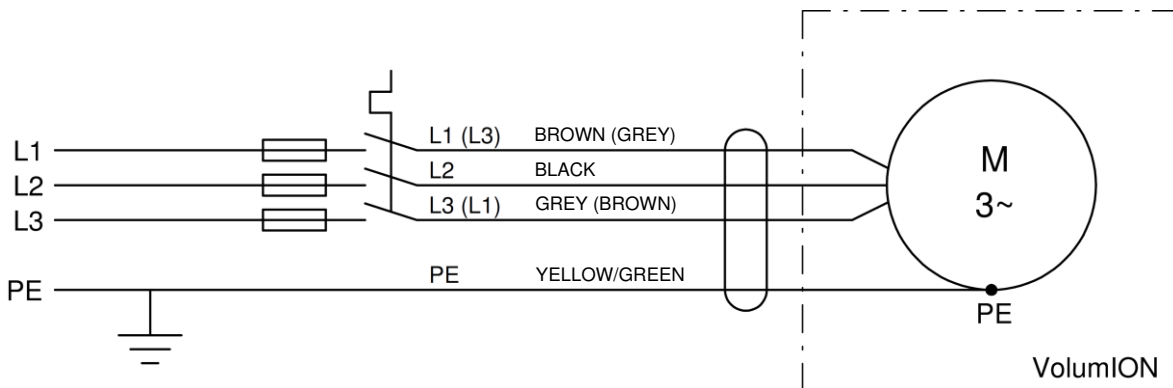 L1 (L3) BROWN (GREY)
L1
L2 BLACK
L2
L3 (L1) GREY (BROWN)
L3
PE YELLOW/GREEN
PE
M
3~
PE
VolumION